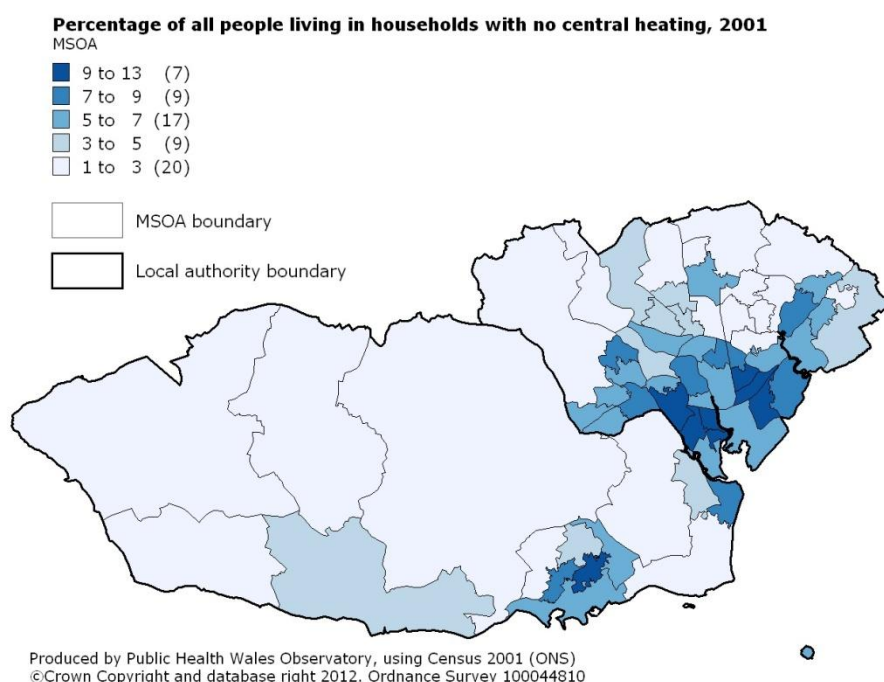 Percentage of all people living in households with no central heating, 2001
MSOA
9 to 13 (7)
7 to 9 (9)
5 to 7 (17)
3 to 5 (9)
1 to 3 (20)
MSOA boundary
Local authority boundary
Produced by Public Health Wales Observatory, using Census 2001 (ONS)
©Crown Copyright and database right 2012. Ordnance Survey 100044810